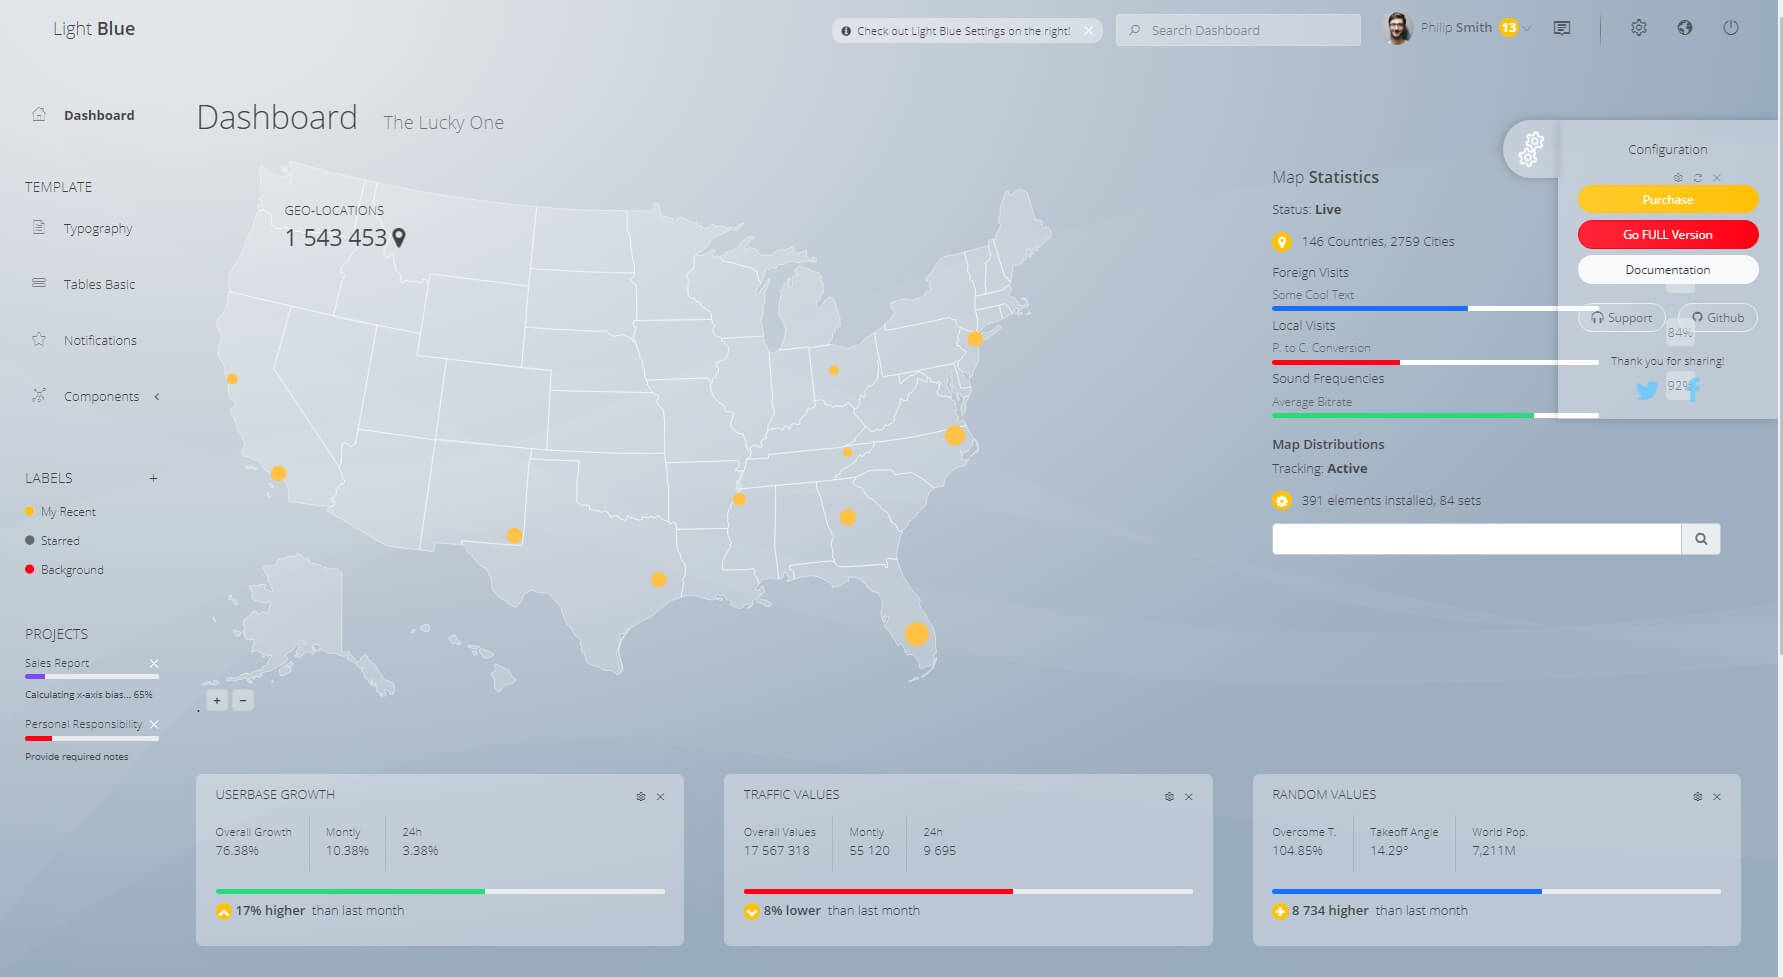 Light Blue
Check out Light Blue Settings on the right!
Search Dashboard
Philip Smith 13
Dashboard
Dashboard The Lucky One
TEMPLATE
Typography
Tables Basic
Notifications
Components
LABELS +
My Recent
Starred
Background
PROJECTS
Sales Report
Calculating x-axis bias... 65%
Personal Responsibility
Provide required notes
GEO-LOCATIONS
1 543 453
+ −
.
Map Statistics
Status: Live
146 Countries, 2759 Cities
Foreign Visits
Some Cool Text
Local Visits
P. to C. Conversion
84%
Sound Frequencies
Average Bitrate
92%
Map Distributions
Tracking: Active
391 elements installed, 84 sets
Configuration
Purchase
Go FULL Version
Documentation
Support
Github
Thank you for sharing!
USERBASE GROWTH
Overall Growth Montly 24h
76.38% 10.38% 3.38%
17% higher than last month
TRAFFIC VALUES
Overall Values Montly 24h
17 567 318 55 120 9 695
8% lower than last month
RANDOM VALUES
Overcome T. Takeoff Angle World Pop.
104.85% 14.29° 7,211M
8 734 higher than last month